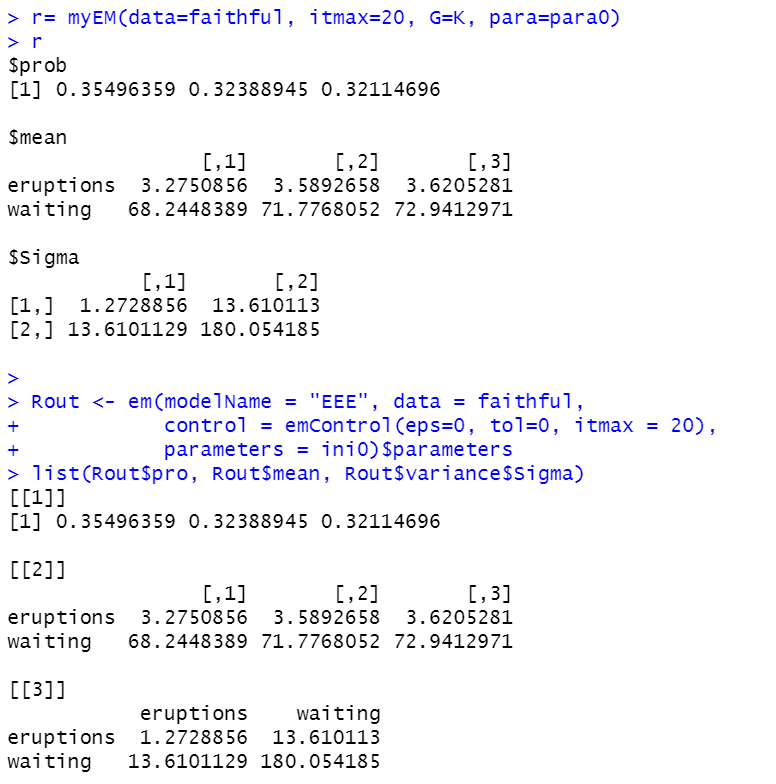 > r= myEM(data=faithful, itmax=20, G=K, para=para0)
> r
$prob
[1] 0.35496359 0.32388945 0.32114696
$mean
                [,1]       [,2]       [,3]
eruptions  3.2750856  3.5892658  3.6205281
waiting   68.2448389 71.7768052 72.9412971
$Sigma
           [,1]       [,2]
[1,]  1.2728856  13.610113
[2,] 13.6101129 180.054185
>
> Rout <- em(modelName = "EEE", data = faithful,
+            control = emControl(eps=0, tol=0, itmax = 20),
+            parameters = ini0)$parameters
> list(Rout$pro, Rout$mean, Rout$variance$Sigma)
[[1]]
[1] 0.35496359 0.32388945 0.32114696
[[2]]
                [,1]       [,2]       [,3]
eruptions  3.2750856  3.5892658  3.6205281
waiting   68.2448389 71.7768052 72.9412971
[[3]]
           eruptions    waiting
eruptions  1.2728856  13.610113
waiting   13.6101129 180.054185